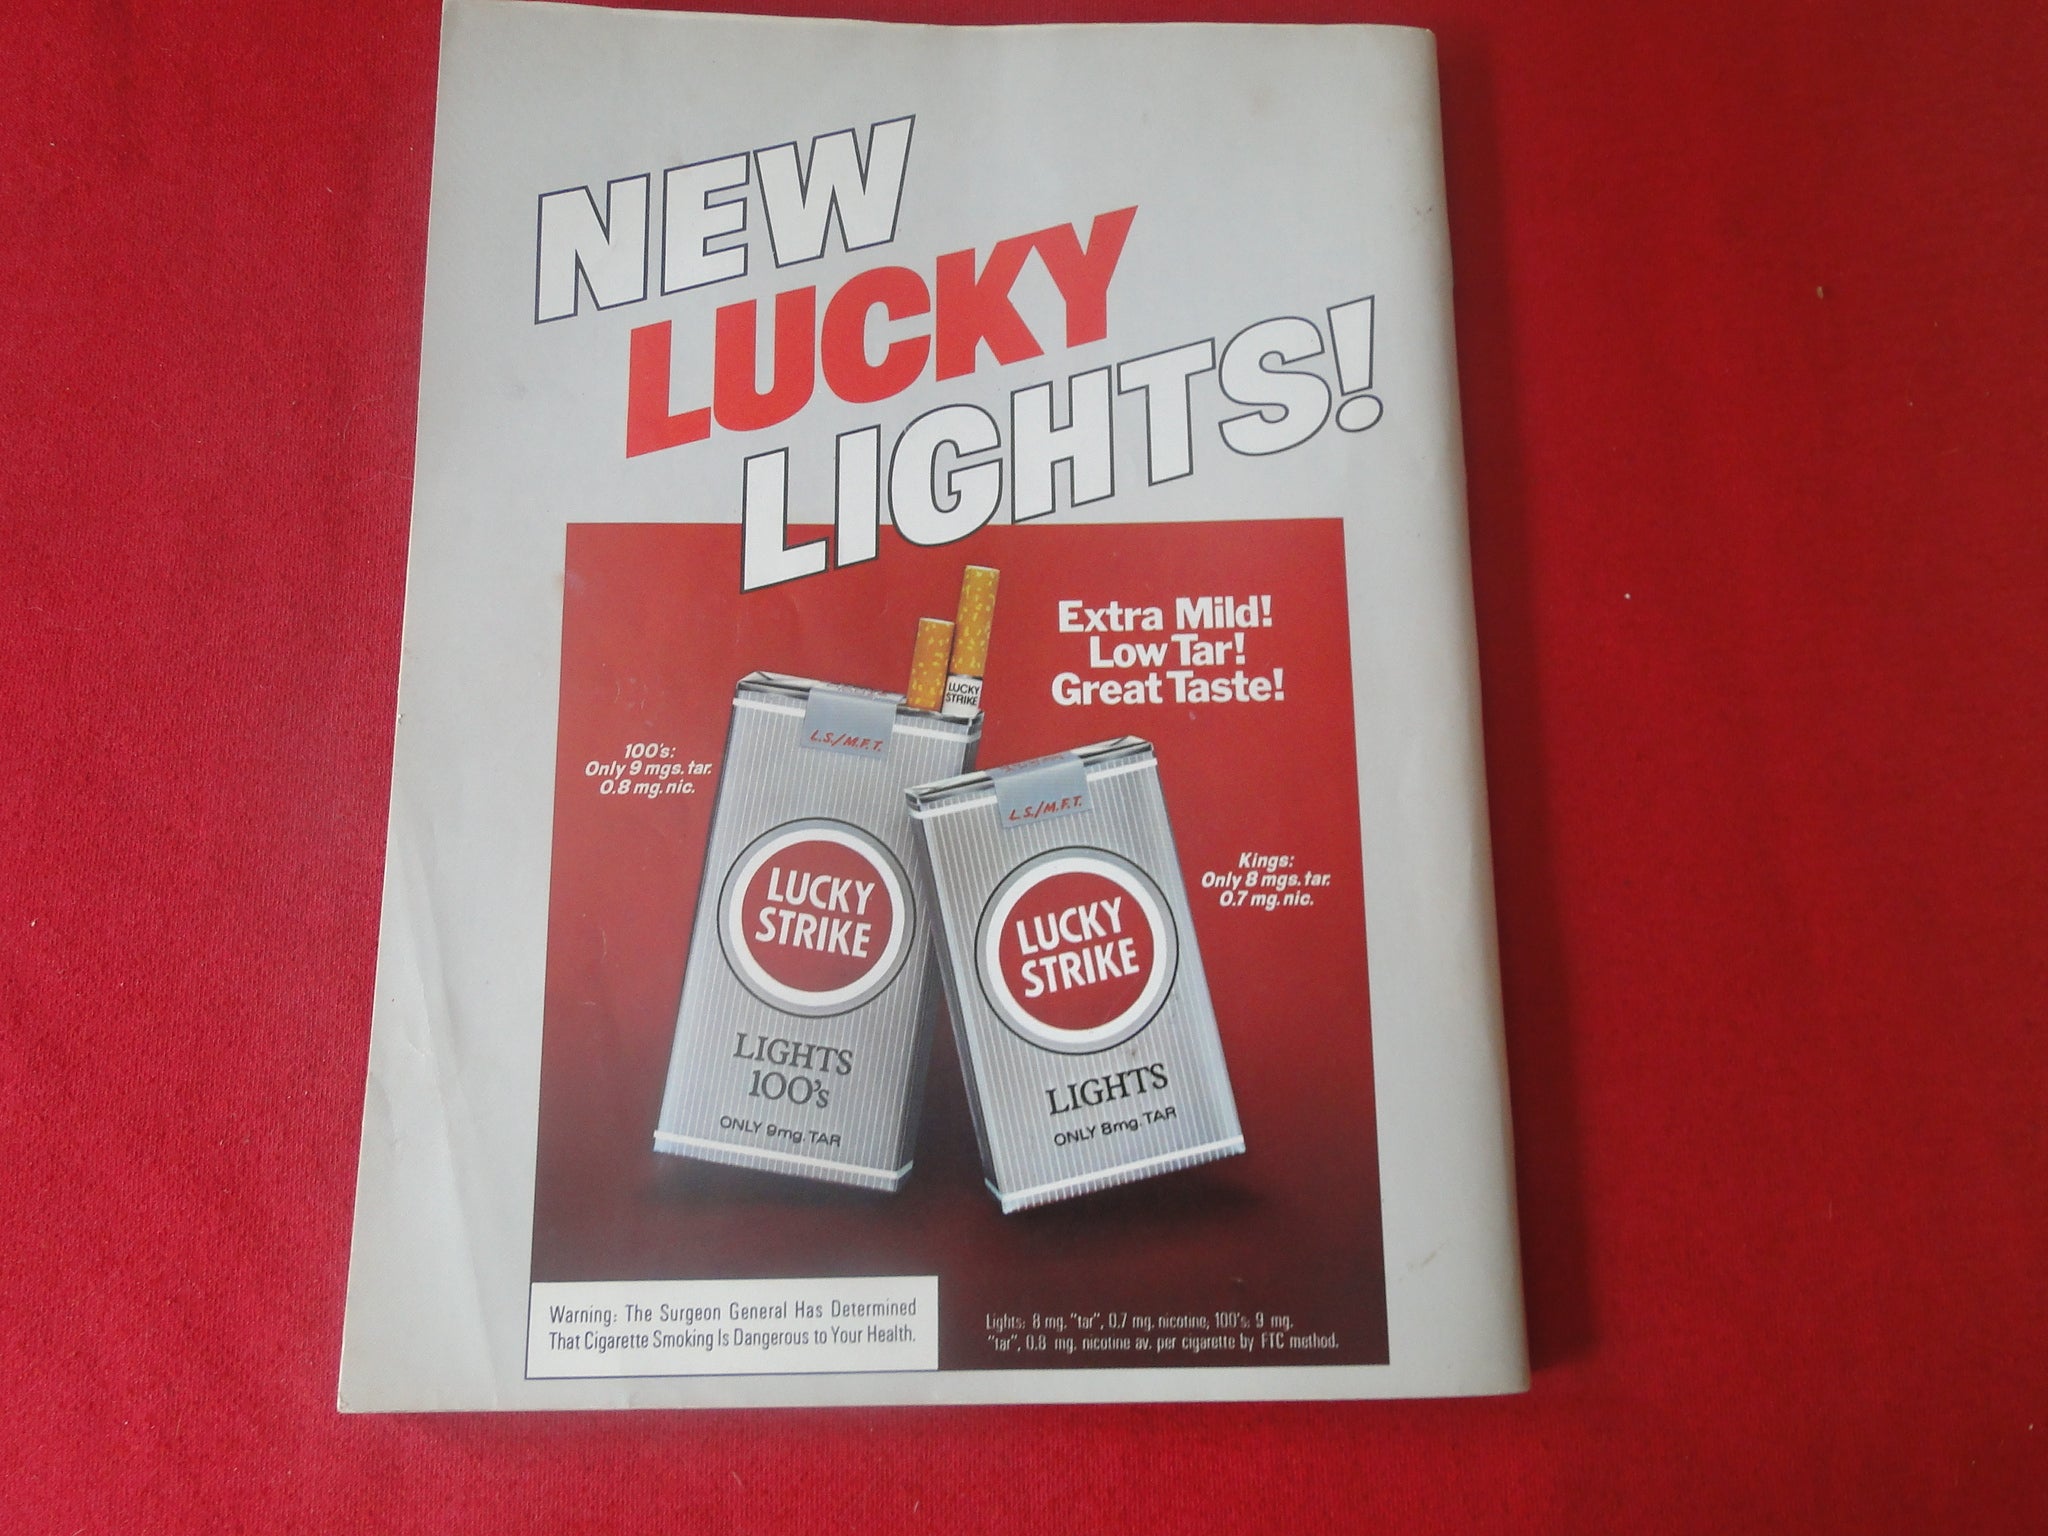 NEW
LUCKY
LIGHTS!
Extra Mild!
Low Tar!
Great Taste!
LUCKY
STRIKE
L.S./M.F.T.
100's:
Only 9 mgs. tar.
0.8 mg. nic.
L.S./M.F.T.
Kings:
Only 8 mgs. tar.
0.7 mg. nic.
LUCKY
STRIKE
LIGHTS
100's
ONLY 9mg. TAR
LUCKY
STRIKE
LIGHTS
ONLY 8mg. TAR
Warning: The Surgeon General Has Determined
That Cigarette Smoking Is Dangerous to Your Health.
Lights: 8 mg. "tar", 0.7 mg. nicotine, 100's: 9 mg.
"tar", 0.8 mg. nicotine av. per cigarette by FTC method.